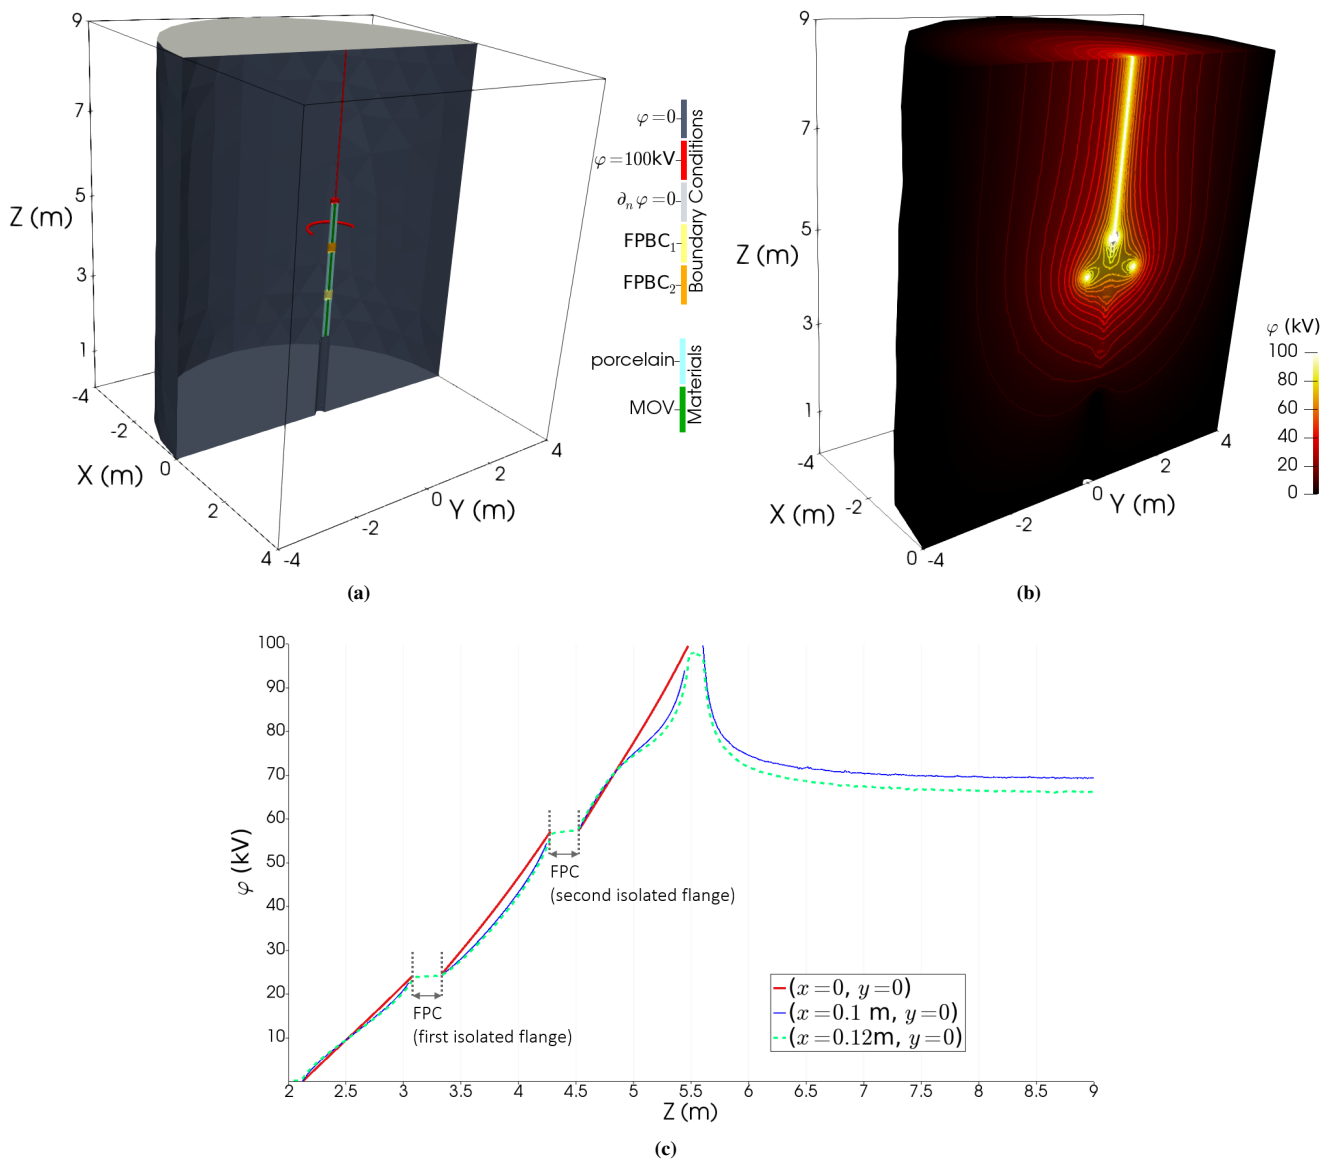 9
7
5
3
1
Z (m)
-4
-2
0
2
4
X (m)
-4
-2
0
2
4
Y (m)
φ=0
φ=100kV
∂ₙφ=0
FPBC₁
FPBC₂
Boundary Conditions
porcelain
MOV
Materials
(a)
9
7
5
3
1
Z (m)
-4
-2
0
X (m)
-4
-2
0
2
4
Y (m)
φ (kV)
100
80
60
40
20
0
(b)
100
90
80
70
60
50
40
30
20
10
φ (kV)
FPC
(second isolated flange)
FPC
(first isolated flange)
(x=0, y=0)
(x=0.1 m, y=0)
(x=0.12m, y=0)
2 2.5 3 3.5 4 4.5 5 5.5 6 6.5 7 7.5 8 8.5 9
Z (m)
(c)